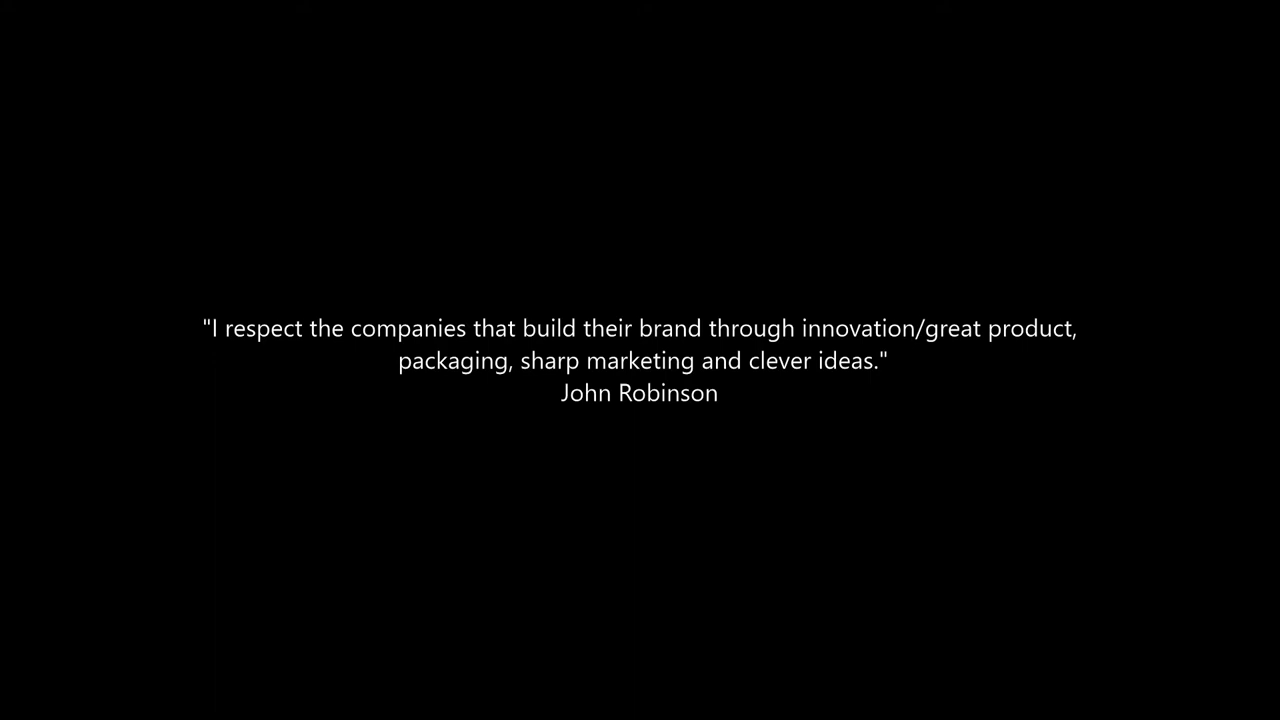 "I respect the companies that build their brand through innovation/great product,
packaging, sharp marketing and clever ideas."
John Robinson